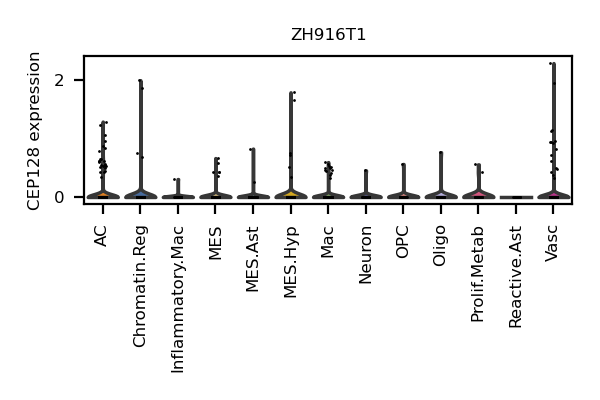 ZH916T1
CEP128 expression
2
0
AC
Chromatin.Reg
Inflammatory.Mac
MES
MES.Ast
MES.Hyp
Mac
Neuron
OPC
Oligo
Prolif.Metab
Reactive.Ast
Vasc